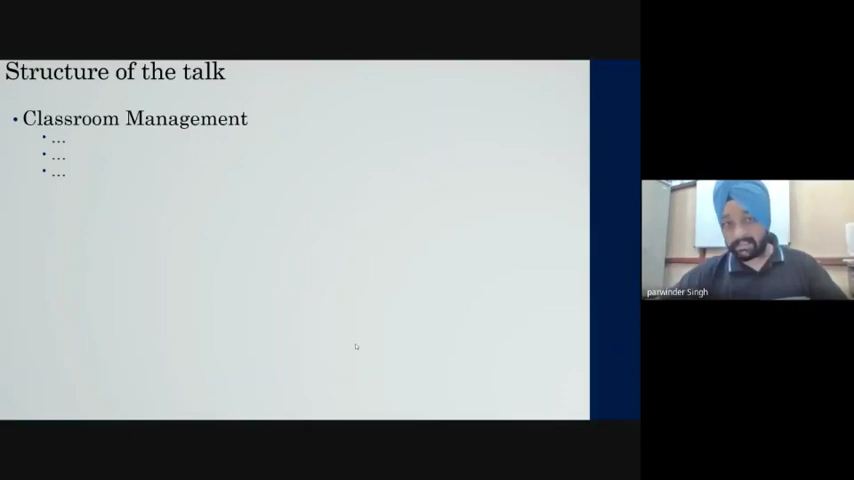 Structure of the talk
• Classroom Management
• ...
• ...
• ...
parwinder Singh